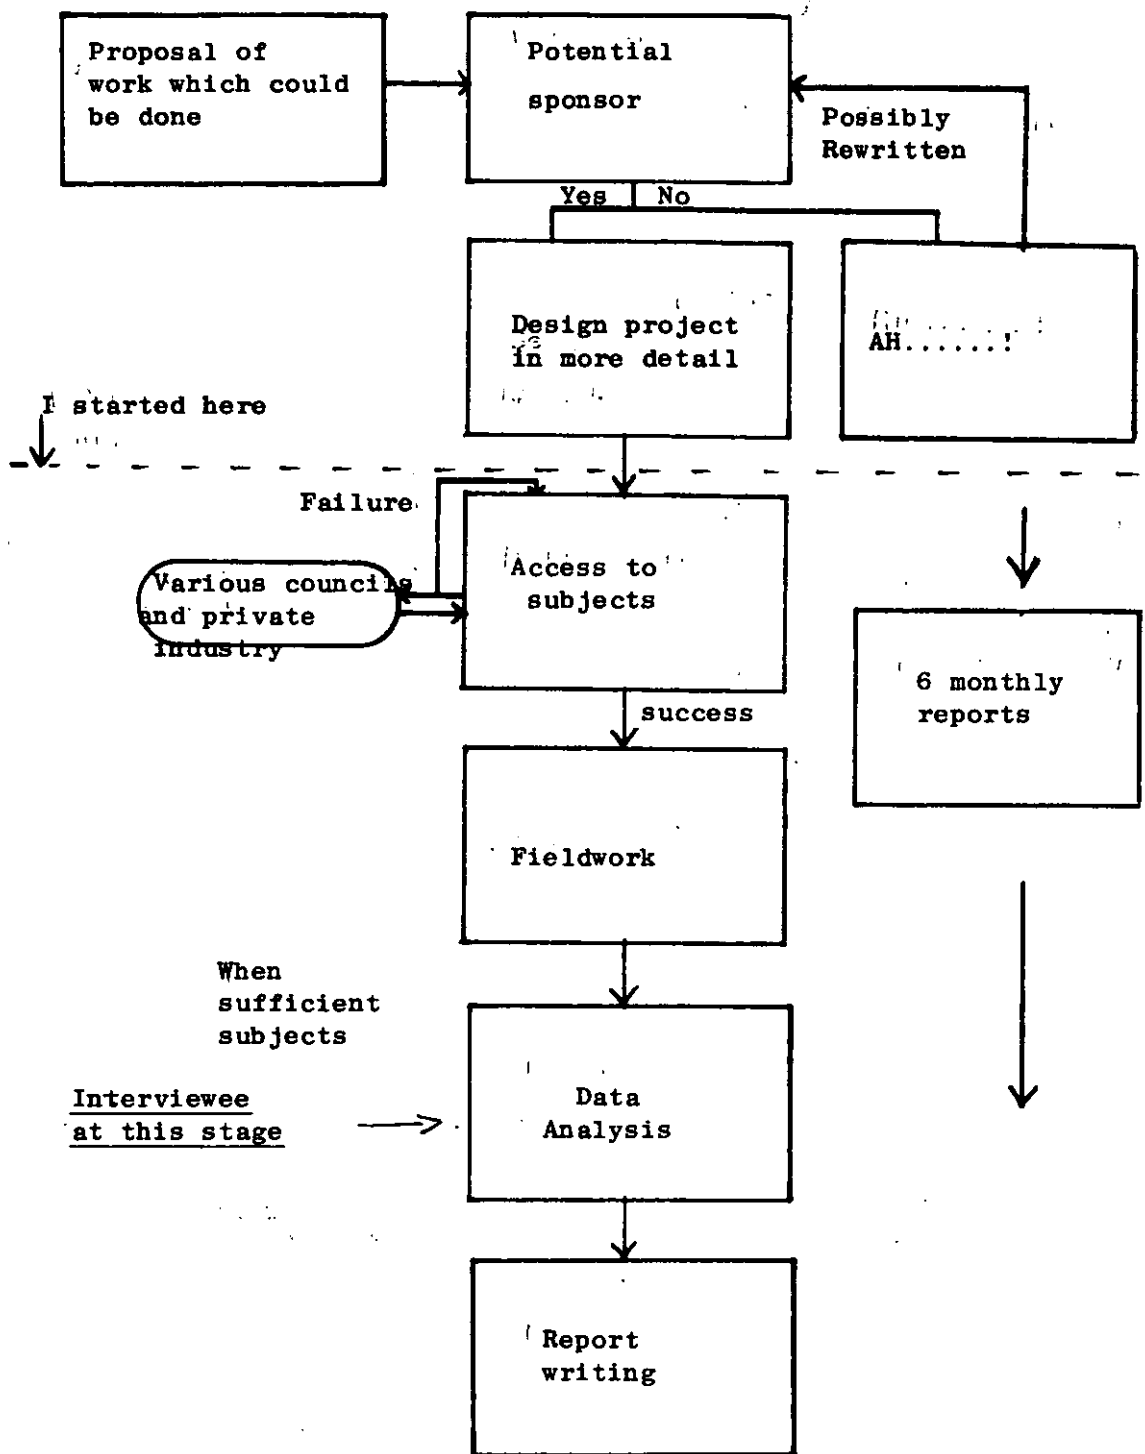 Proposal of
work which could
be done
Potential
sponsor
Possibly
Rewritten
Yes
No
Design project
in more detail
AH......!
I started here
Failure
Various councils
and private
industry
Access to
subjects
6 monthly
reports
success
Fieldwork
When
sufficient
subjects
Interviewee
at this stage
Data
Analysis
Report
writing